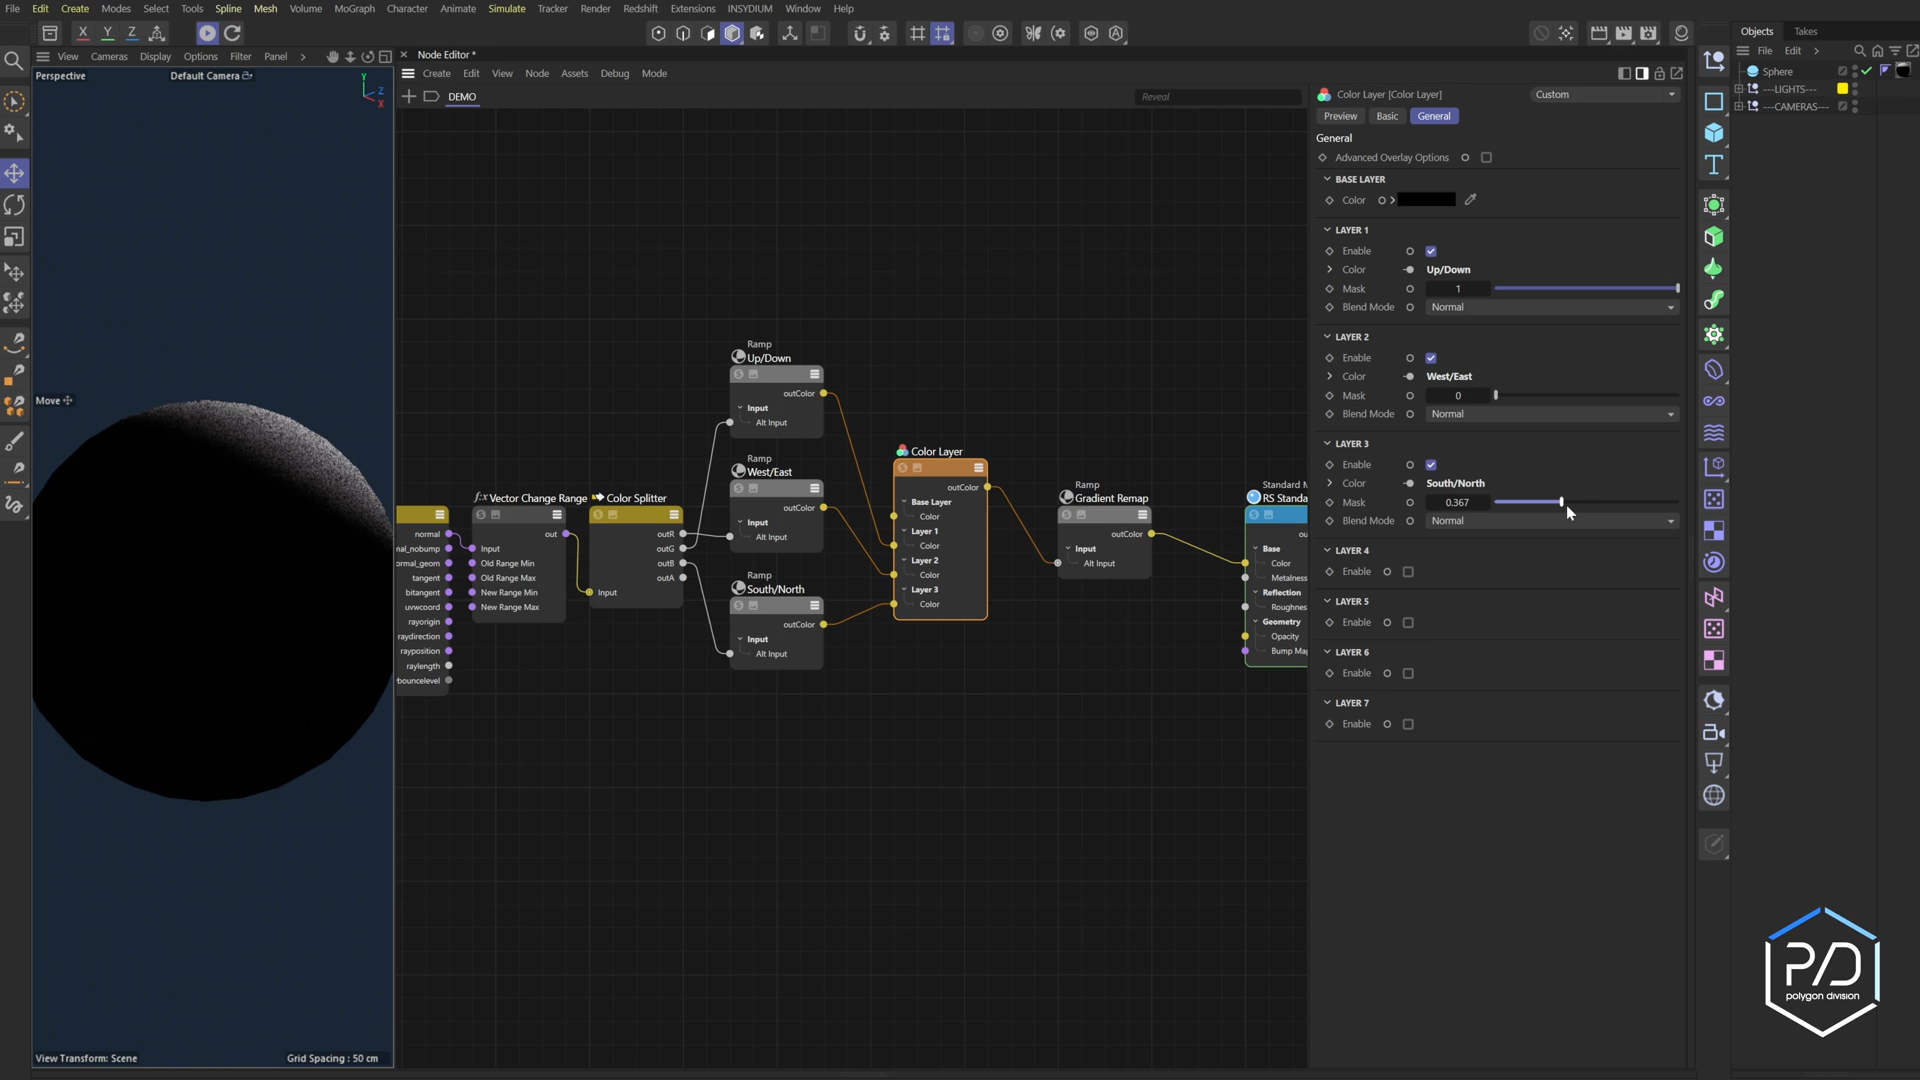 File Edit Create Modes Select Tools Spline Mesh Volume MoGraph Character Animate Simulate Tracker Render Redshift Extensions INSYDIUM Window Help
X Y Z
View Cameras Display Options Filter Panel
Perspective
Default Camera
Y
Z
X
Move
View Transform: Scene
Grid Spacing : 50 cm
Node Editor *
Create Edit View Node Assets Debug Mode
DEMO
Reveal
normal
nal_nobump
ormal_geom
tangent
bitangent
uvwcoord
rayorigin
raydirection
rayposition
raylength
bouncelevel
Vector Change Range
out
Input
Old Range Min
Old Range Max
New Range Min
New Range Max
Color Splitter
outR
outG
outB
outA
Input
Ramp
Up/Down
outColor
Input
Alt Input
Ramp
West/East
outColor
Input
Alt Input
Ramp
South/North
outColor
Input
Alt Input
Color Layer
outColor
Base Layer
Color
Layer 1
Color
Layer 2
Color
Layer 3
Color
Ramp
Gradient Remap
outColor
Input
Alt Input
Standard M
RS Standa
ou
Base
Color
Metalness
Reflection
Roughnes
Geometry
Opacity
Bump Ma
Color Layer [Color Layer]
Custom
Preview Basic General
General
Advanced Overlay Options
BASE LAYER
Color
LAYER 1
Enable
Color Up/Down
Mask 1
Blend Mode Normal
LAYER 2
Enable
Color West/East
Mask 0
Blend Mode Normal
LAYER 3
Enable
Color South/North
Mask 0.367
Blend Mode Normal
LAYER 4
Enable
LAYER 5
Enable
LAYER 6
Enable
LAYER 7
Enable
Objects Takes
File Edit
Sphere
---LIGHTS---
---CAMERAS---
P/D
polygon division